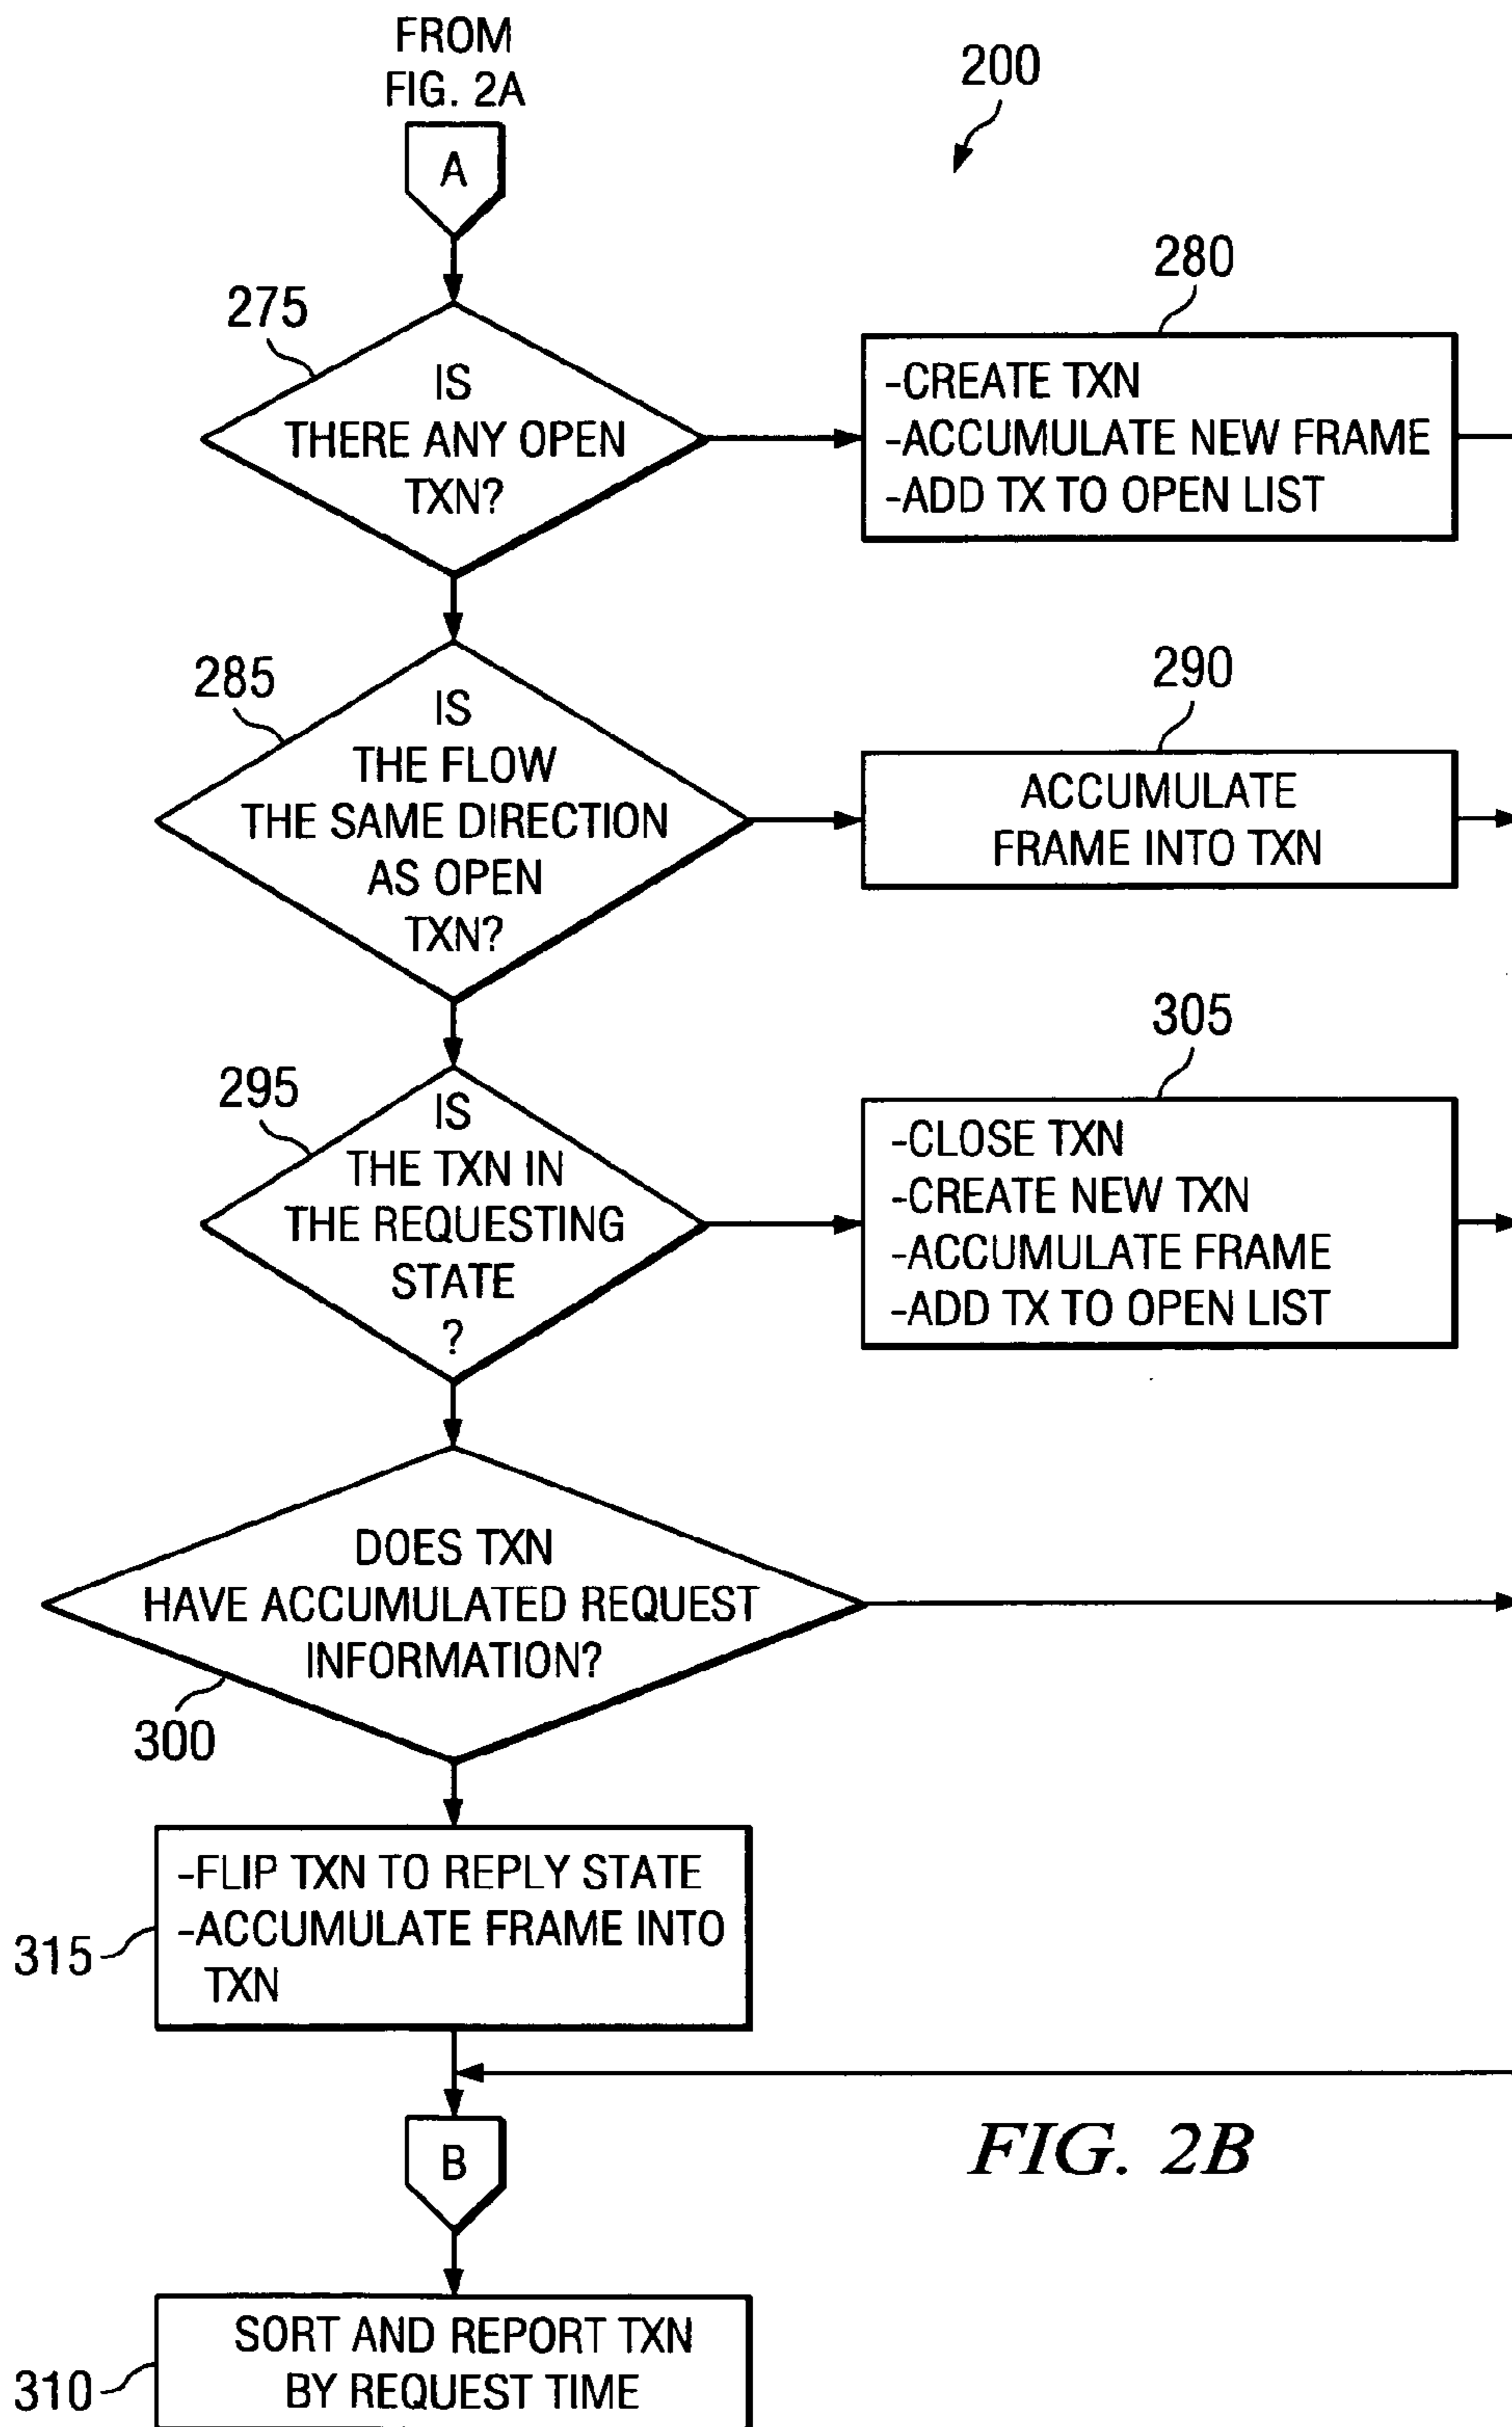 FROM
FIG. 2A
200
A
275
IS
THERE ANY OPEN
TXN?
280
-CREATE TXN
-ACCUMULATE NEW FRAME
-ADD TX TO OPEN LIST
285
IS
THE FLOW
THE SAME DIRECTION
AS OPEN
TXN?
290
ACCUMULATE
FRAME INTO TXN
295
IS
THE TXN IN
THE REQUESTING
STATE
?
305
-CLOSE TXN
-CREATE NEW TXN
-ACCUMULATE FRAME
-ADD TX TO OPEN LIST
DOES TXN
HAVE ACCUMULATED REQUEST
INFORMATION?
300
-FLIP TXN TO REPLY STATE
-ACCUMULATE FRAME INTO
TXN
315
B
FIG. 2B
SORT AND REPORT TXN
BY REQUEST TIME
310